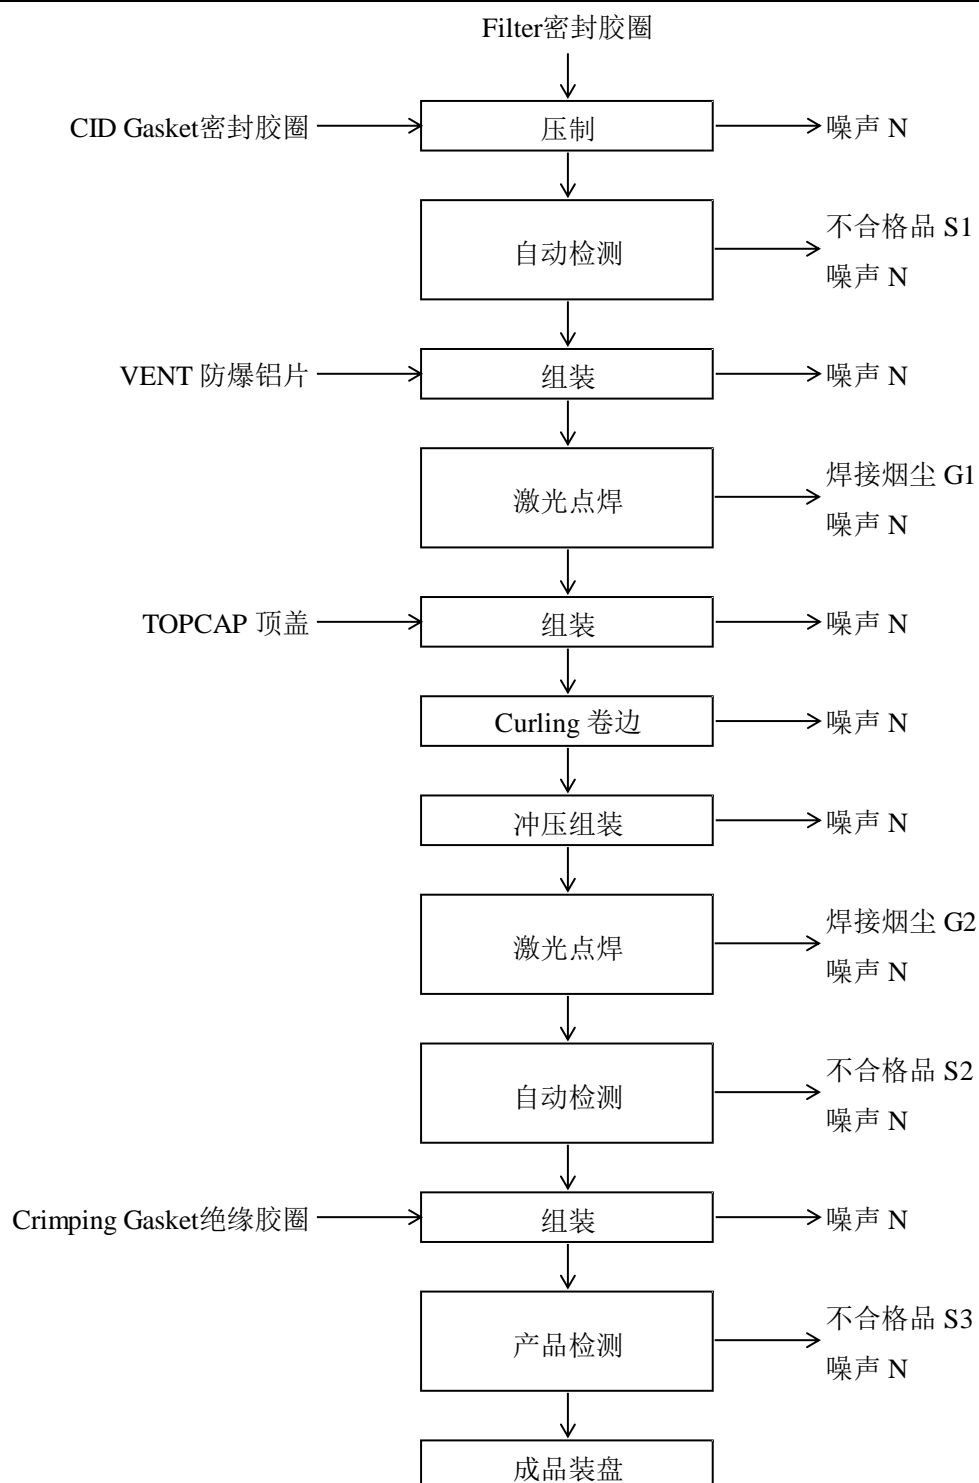 Filter密封胶圈
CID Gasket密封胶圈
压制
噪声 N
自动检测
不合格品 S1
噪声 N
VENT 防爆铝片
组装
噪声 N
激光点焊
焊接烟尘 G1
噪声 N
TOPCAP 顶盖
组装
噪声 N
Curling 卷边
噪声 N
冲压组装
噪声 N
激光点焊
焊接烟尘 G2
噪声 N
自动检测
不合格品 S2
噪声 N
Crimping Gasket绝缘胶圈
组装
噪声 N
产品检测
不合格品 S3
噪声 N
成品装盘